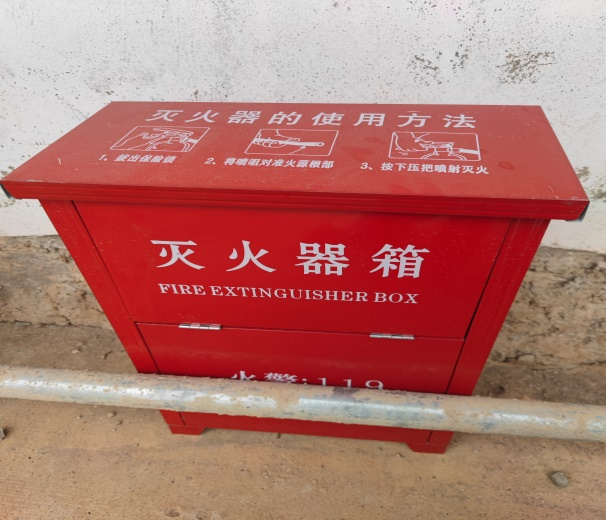 灭火器的使用方法
1、拔出保险销
2、将喷咀对准火源根部
3、按下压把喷射灭火
灭火器箱
FIRE EXTINGUISHER BOX
火警:119